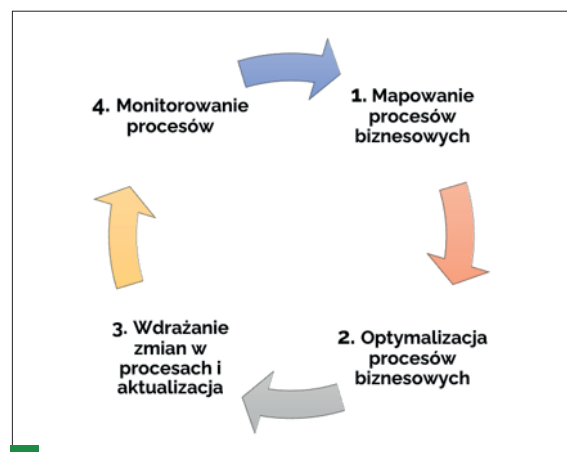 1. Mapowanie
procesów
biznesowych
2. Optymalizacja
procesów
biznesowych
3. Wdrażanie
zmian w
procesach i
aktualizacja
4. Monitorowanie
procesów